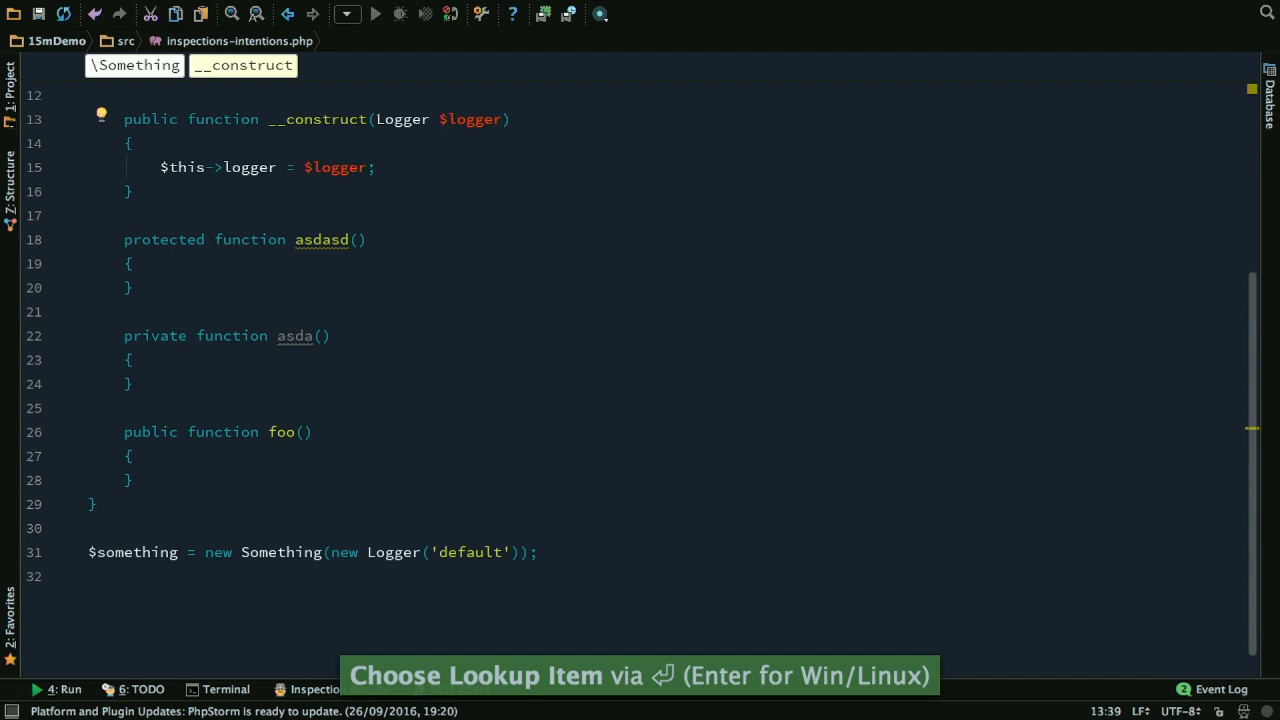 15mDemo src inspections-intentions.php
\Something __construct
1: Project
Z: Structure
2: Favorites
Database
12
13 public function __construct(Logger $logger)
14 {
15 $this->logger = $logger;
16 }
17
18 protected function asdasd()
19 {
20 }
21
22 private function asda()
23 {
24 }
25
26 public function foo()
27 {
28 }
29 }
30
31 $something = new Something(new Logger('default'));
32
Choose Lookup Item via ⏎ (Enter for Win/Linux)
4: Run 6: TODO Terminal Inspectio 2 Event Log
Platform and Plugin Updates: PhpStorm is ready to update. (26/09/2016, 19:20) 13:39 LF UTF-8